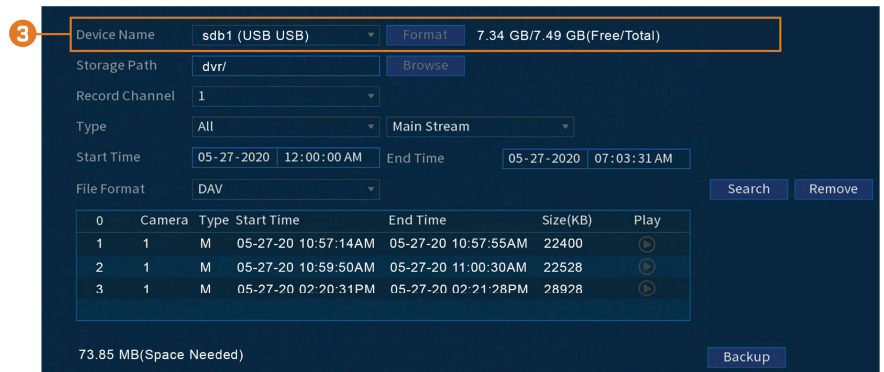 3
Device Name sdb1 (USB USB) Format 7.34 GB/7.49 GB(Free/Total)
Storage Path dvr/ Browse
Record Channel 1
Type All Main Stream
Start Time 05-27-2020 12:00:00 AM End Time 05-27-2020 07:03:31 AM
File Format DAV Search Remove
0 Camera Type Start Time End Time Size(KB) Play
1 1 M 05-27-20 10:57:14AM 05-27-20 10:57:55AM 22400
2 1 M 05-27-20 10:59:50AM 05-27-20 11:00:30AM 22528
3 1 M 05-27-20 02:20:31PM 05-27-20 02:21:28PM 28928
73.85 MB(Space Needed) Backup